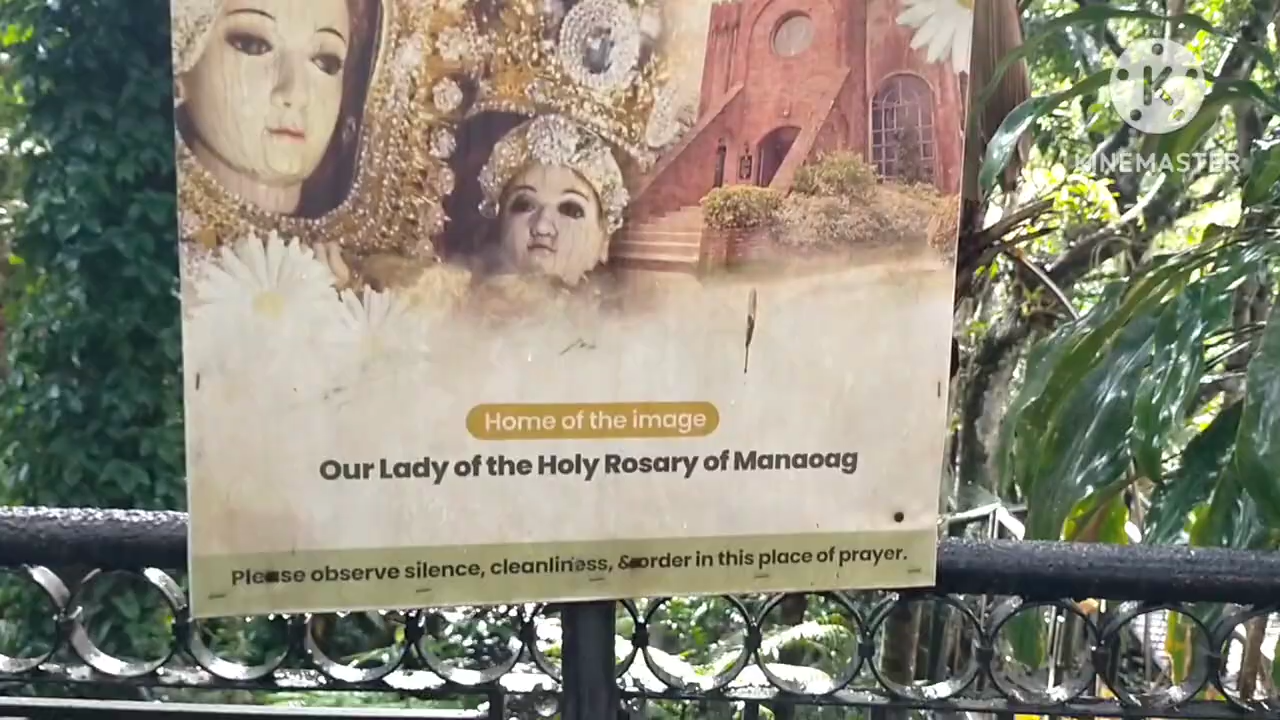 KINEMASTER
Home of the image
Our Lady of the Holy Rosary of Manaoag
Please observe silence, cleanliness, & order in this place of prayer.